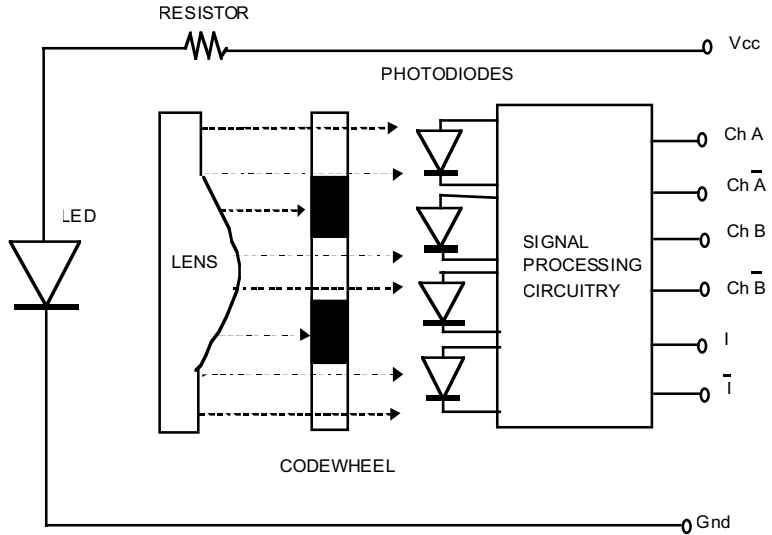 RESISTOR
Vcc
PHOTODIODES
Ch A
Ch A̅
LED
Ch B
LENS
SIGNAL
PROCESSING
CIRCUITRY
Ch B̅
I
I̅
CODEWHEEL
Gnd